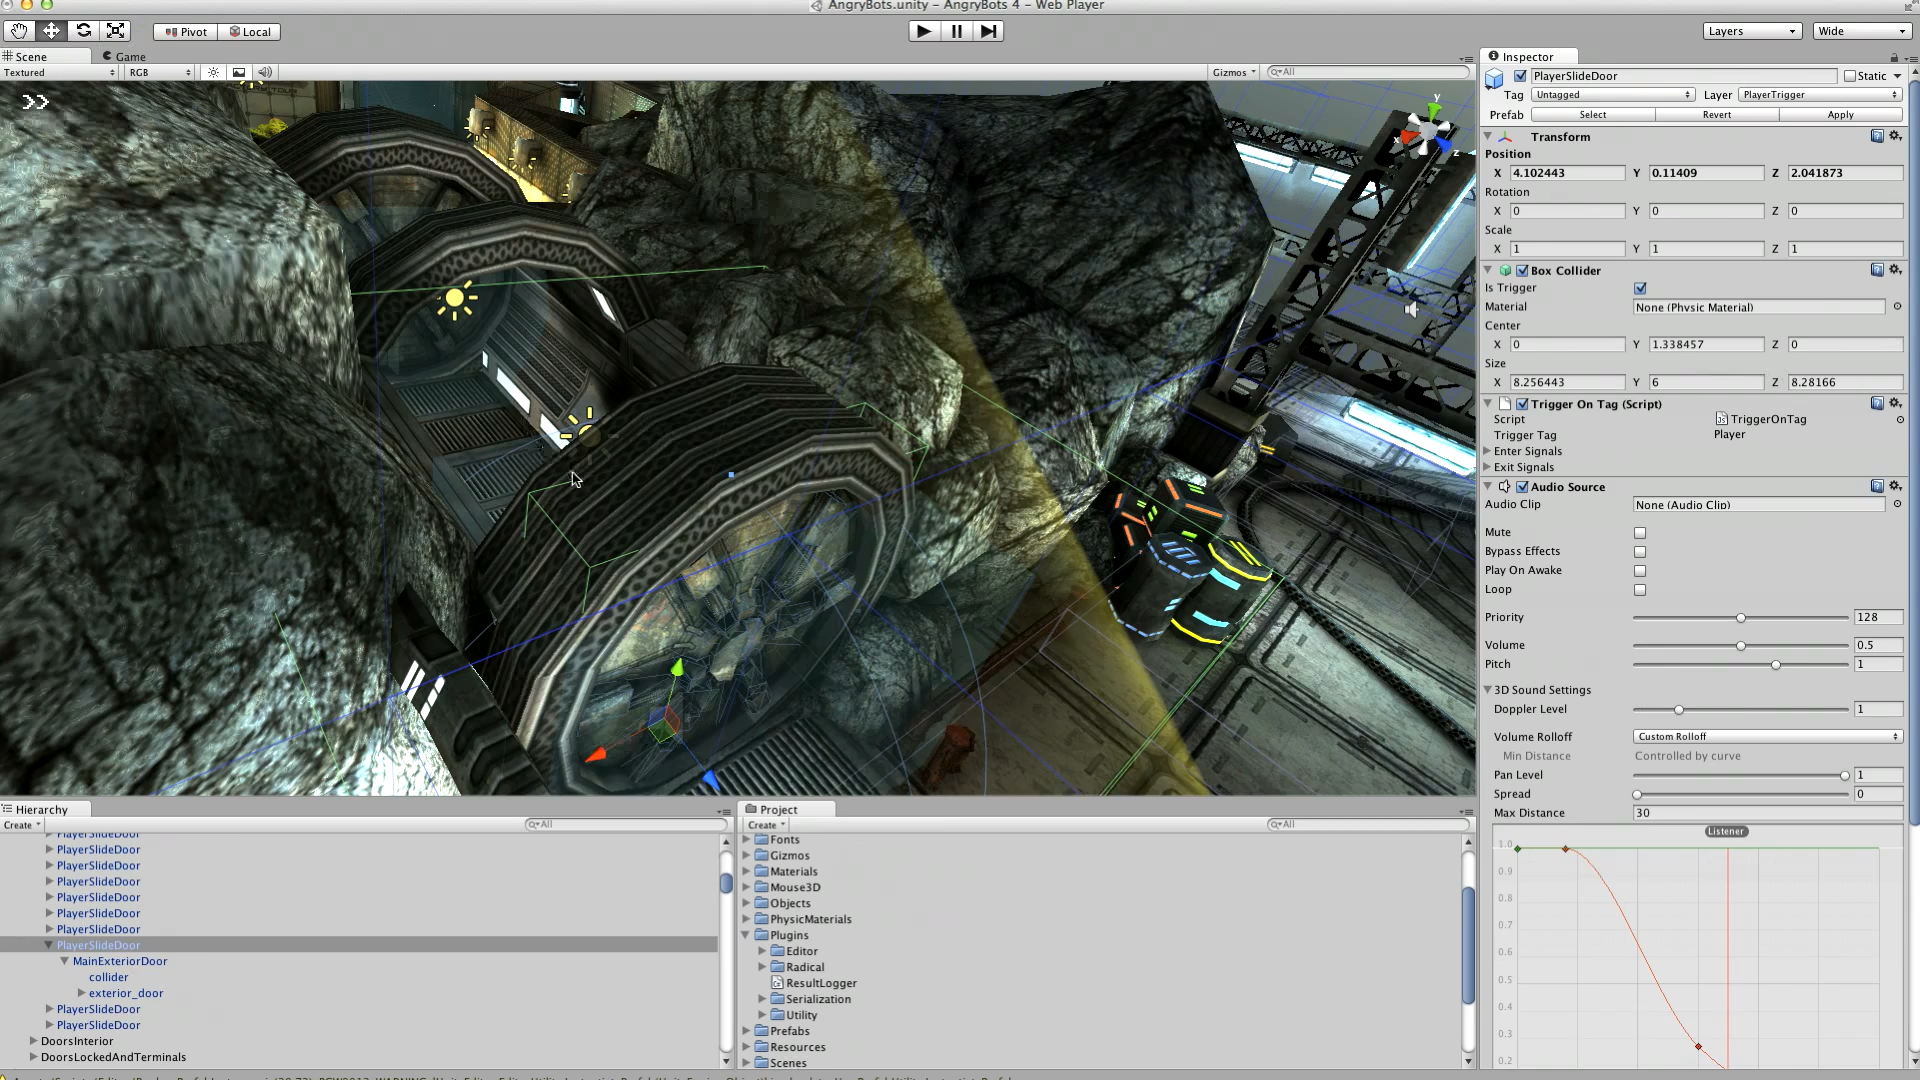 AngryBots.unity – AngryBots 4 – Web Player
Pivot Local Layers Wide
Scene Game
Textured RGB Gizmos All
y x z
Inspector
PlayerSlideDoor Static
Tag Untagged Layer PlayerTrigger
Prefab Select Revert Apply
Transform
Position
X 4.102443 Y 0.11409 Z 2.041873
Rotation
X 0 Y 0 Z 0
Scale
X 1 Y 1 Z 1
Box Collider
Is Trigger
Material None (Physic Material)
Center
X 0 Y 1.338457 Z 0
Size
X 8.256443 Y 6 Z 8.28166
Trigger On Tag (Script)
Script TriggerOnTag
Trigger Tag Player
Enter Signals
Exit Signals
Audio Source
Audio Clip None (Audio Clip)
Mute
Bypass Effects
Play On Awake
Loop
Priority 128
Volume 0.5
Pitch 1
3D Sound Settings
Doppler Level 1
Volume Rolloff Custom Rolloff
Min Distance Controlled by curve
Pan Level 1
Spread 0
Max Distance 30
Listener
1.0
0.9
0.8
0.7
0.6
0.5
0.4
0.3
0.2
Hierarchy
Create All
PlayerSlideDoor
PlayerSlideDoor
PlayerSlideDoor
PlayerSlideDoor
PlayerSlideDoor
PlayerSlideDoor
PlayerSlideDoor
PlayerSlideDoor
MainExteriorDoor
collider
exterior_door
PlayerSlideDoor
PlayerSlideDoor
DoorsInterior
DoorsLockedAndTerminals
Project
Create All
Fonts
Gizmos
Materials
Mouse3D
Objects
PhysicMaterials
Plugins
Editor
Radical
ResultLogger
Serialization
Utility
Prefabs
Resources
Scenes